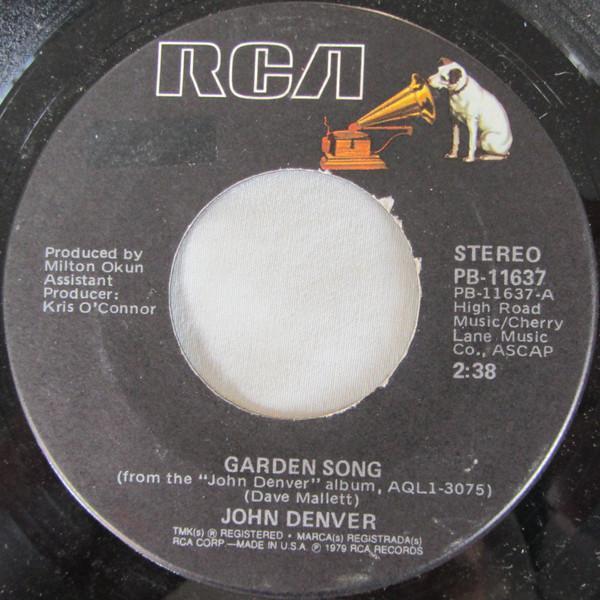 RCA
Produced by
Milton Okun
Assistant
Producer:
Kris O'Connor
STEREO
PB-11637
PB-11637-A
High Road
Music/Cherry
Lane Music
Co., ASCAP
2:38
GARDEN SONG
(from the "John Denver" album, AQL1-3075)
(Dave Mallett)
JOHN DENVER
TMK(s) ® REGISTERED • MARCA(s) REGISTRADA(s)
RCA CORP.—MADE IN U.S.A. ℗ 1979 RCA RECORDS